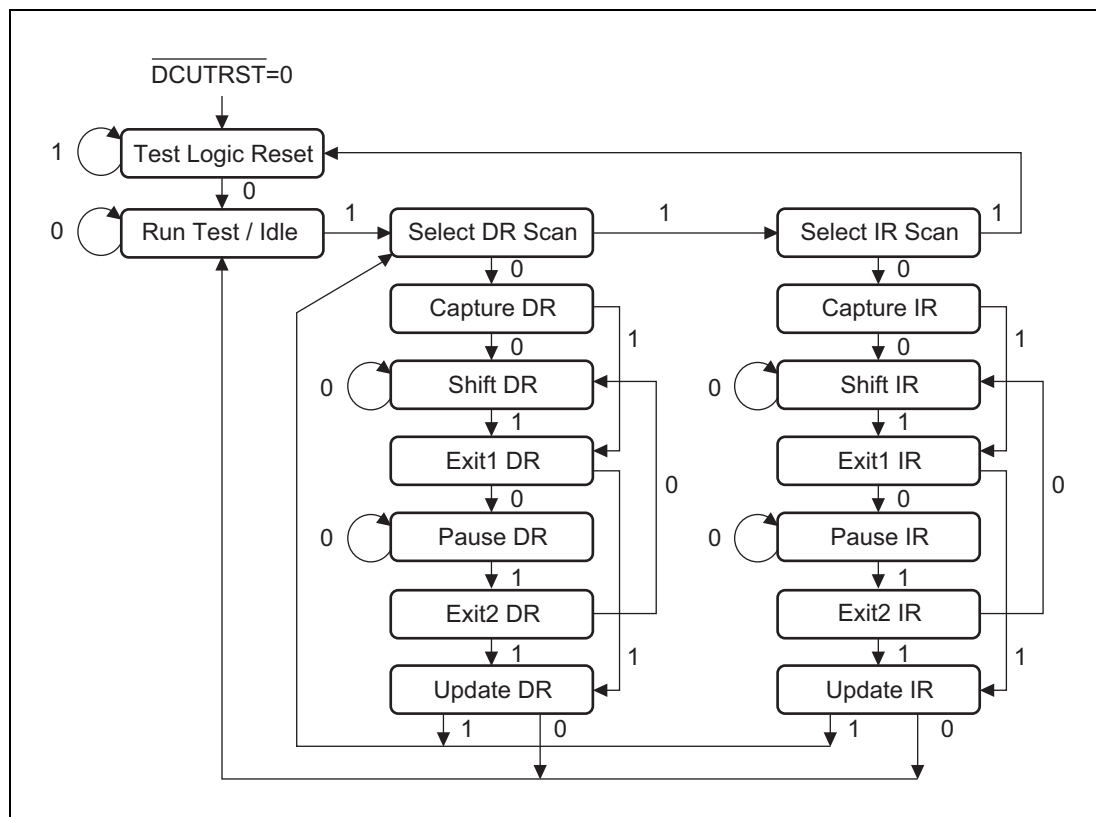 DCUTRST=0
1
Test Logic Reset
0
0
Run Test / Idle
1
Select DR Scan
1
Select IR Scan
1
0
0
Capture DR
1
Capture IR
1
0
0
0
Shift DR
0
Shift IR
1
1
Exit1 DR
0
Exit1 IR
0
0
0
0
Pause DR
0
Pause IR
1
1
Exit2 DR
Exit2 IR
1
1
1
1
Update DR
Update IR
1
0
1
0